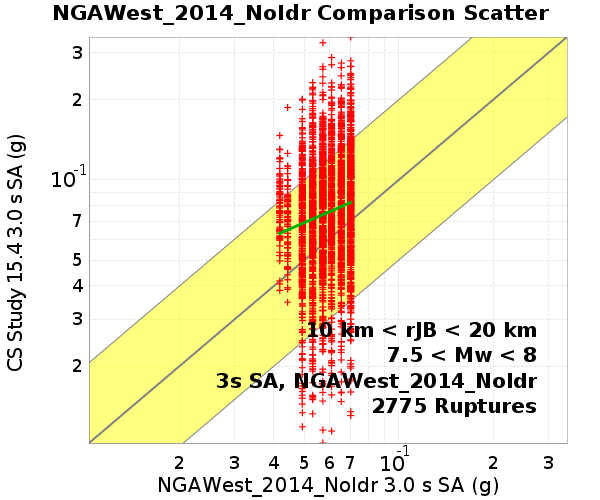 NGAWest_2014_NoIdr Comparison Scatter
CS Study 15.4 3.0 s SA (g)
3
2
10^-1
7
5
4
3
2
10 km < rJB < 20 km
7.5 < Mw < 8
3s SA, NGAWest_2014_NoIdr
2775 Ruptures
2 3 4 5 6 7 10^-1 2 3
NGAWest_2014_NoIdr 3.0 s SA (g)